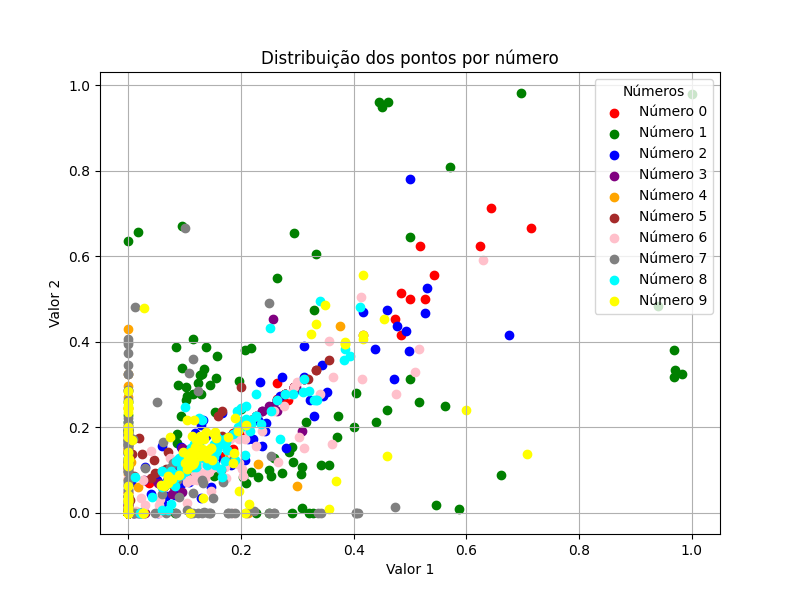 Distribuição dos pontos por número
Valor 2
1.0
0.8
0.6
0.4
0.2
0.0
Números
Número 0
Número 1
Número 2
Número 3
Número 4
Número 5
Número 6
Número 7
Número 8
Número 9
0.0 0.2 0.4 0.6 0.8 1.0
Valor 1